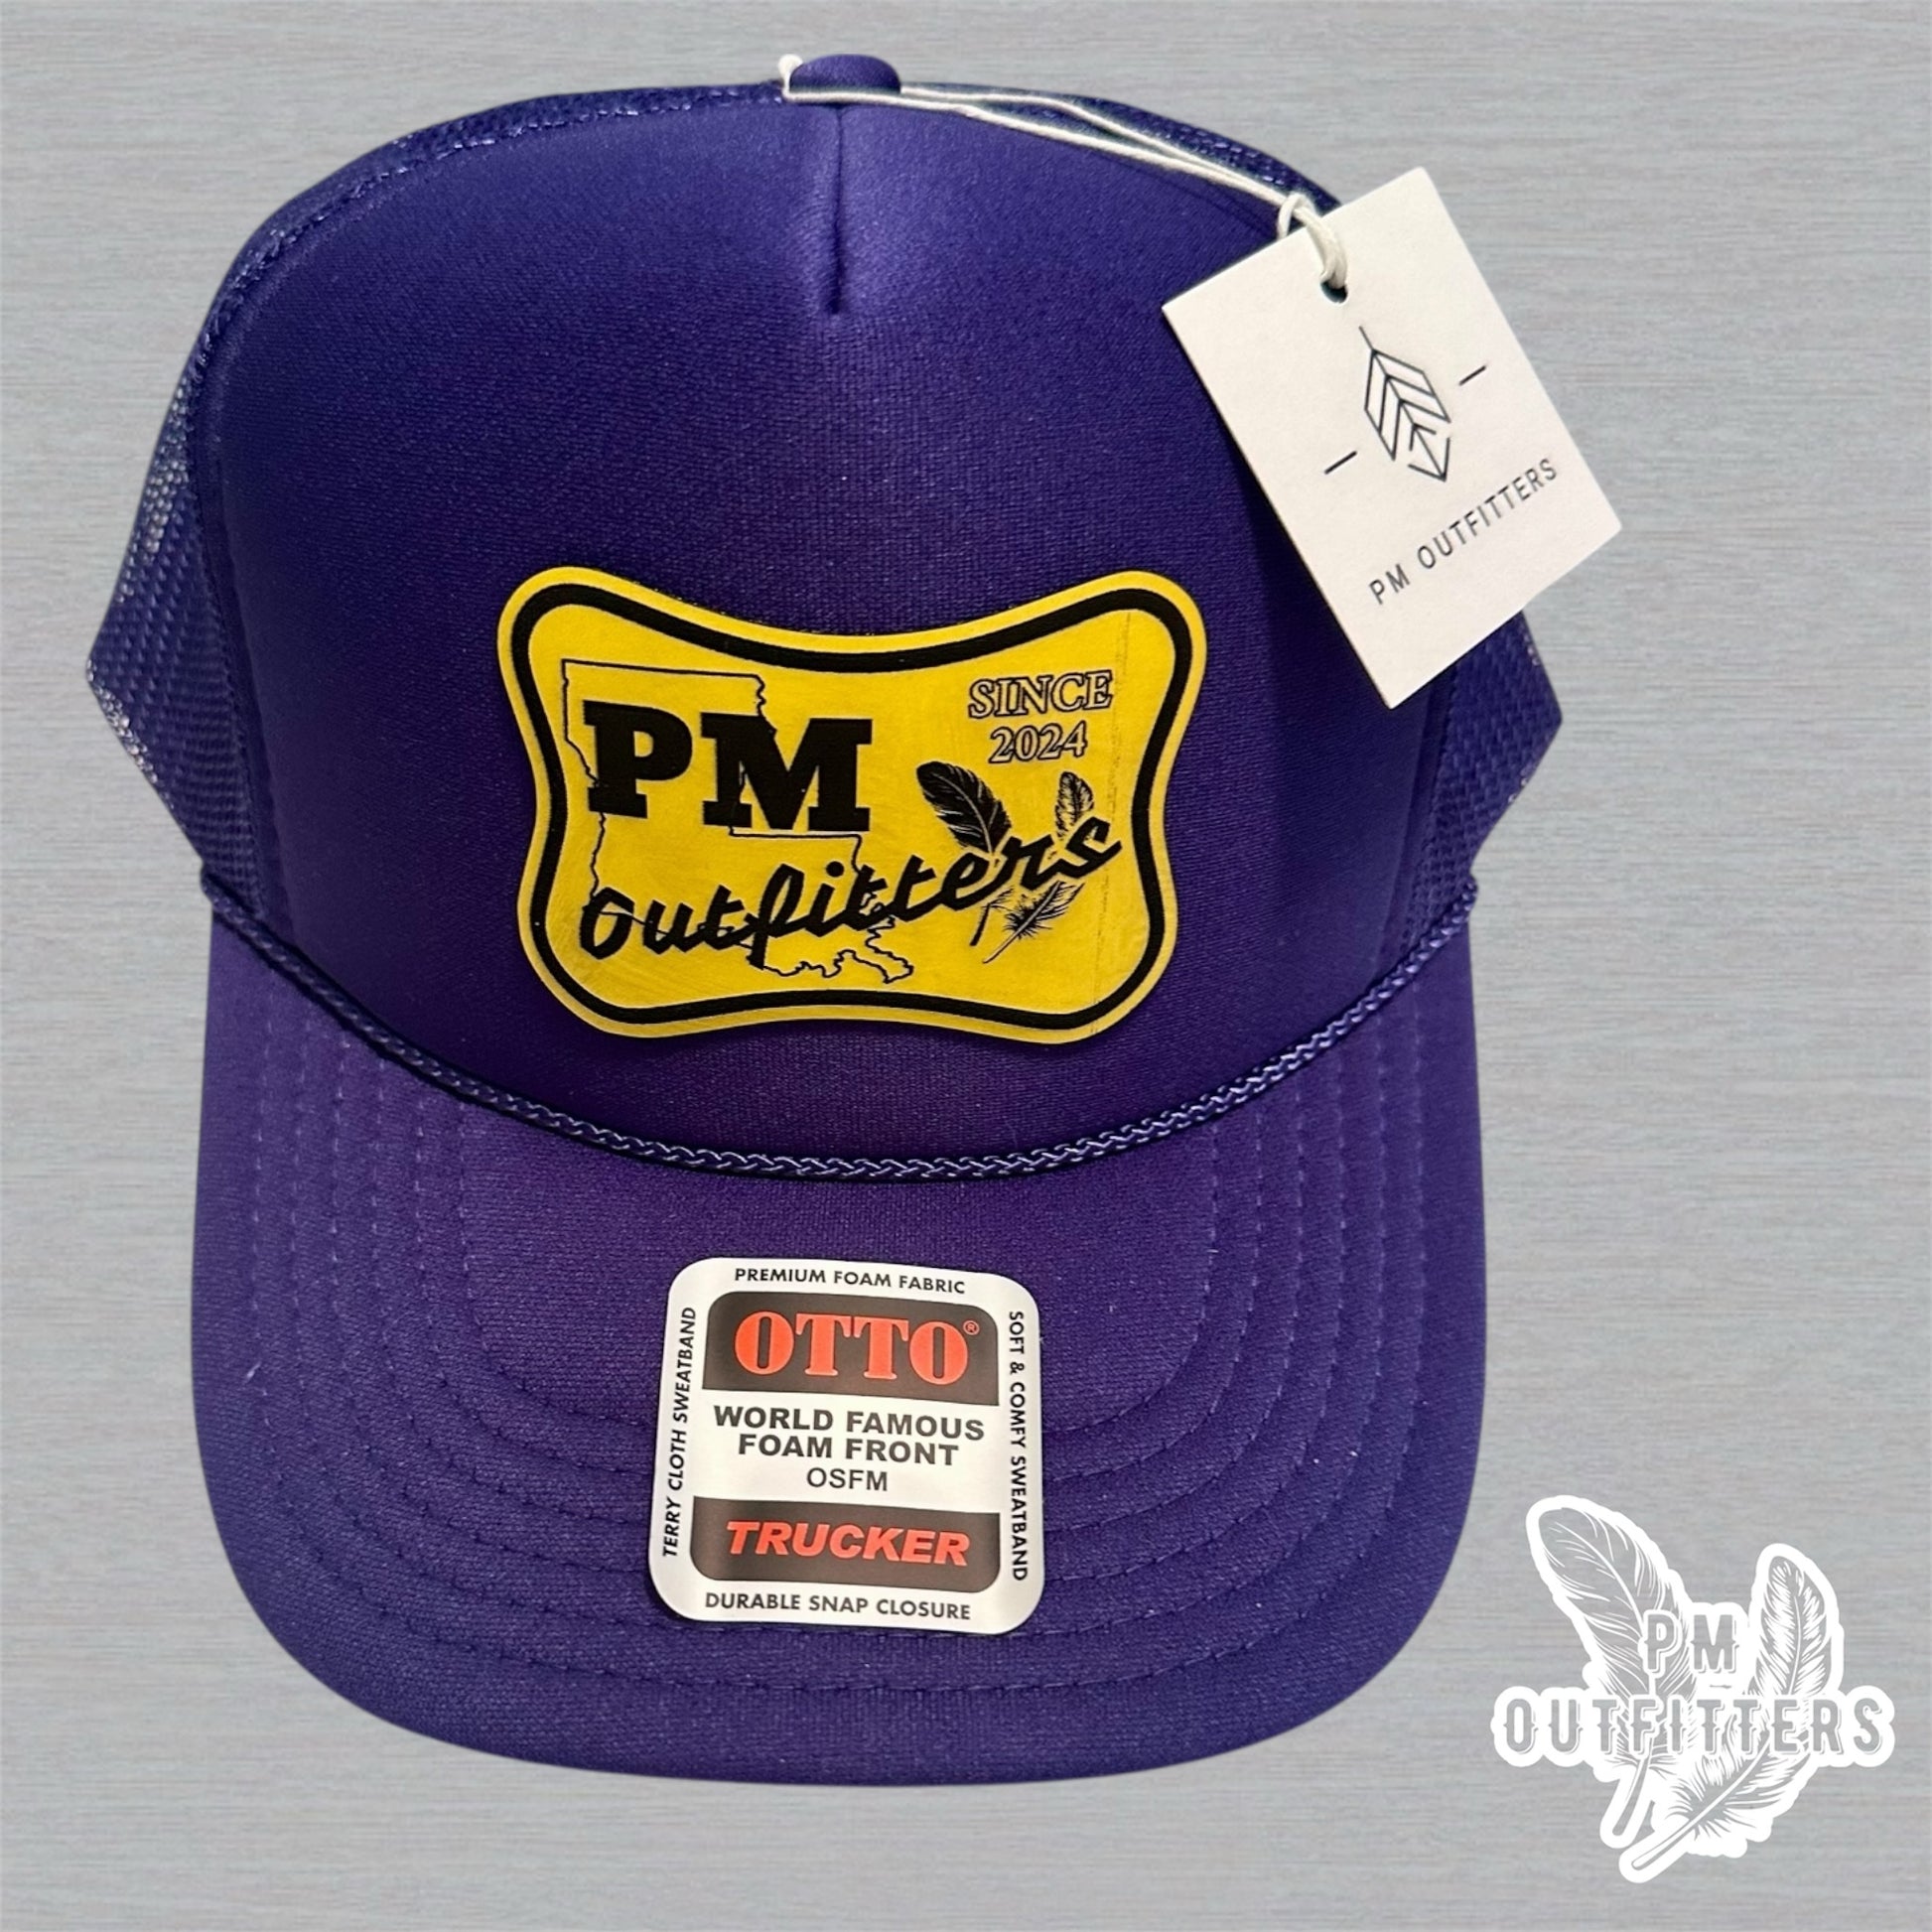 PM OUTFITTERS
SINCE
2024
PM
outfitters
PREMIUM FOAM FABRIC
TERRY CLOTH SWEATBAND
OTTO®
WORLD FAMOUS
FOAM FRONT
OSFM
TRUCKER
SOFT & COMFY SWEATBAND
DURABLE SNAP CLOSURE
PM
OUTFITTERS